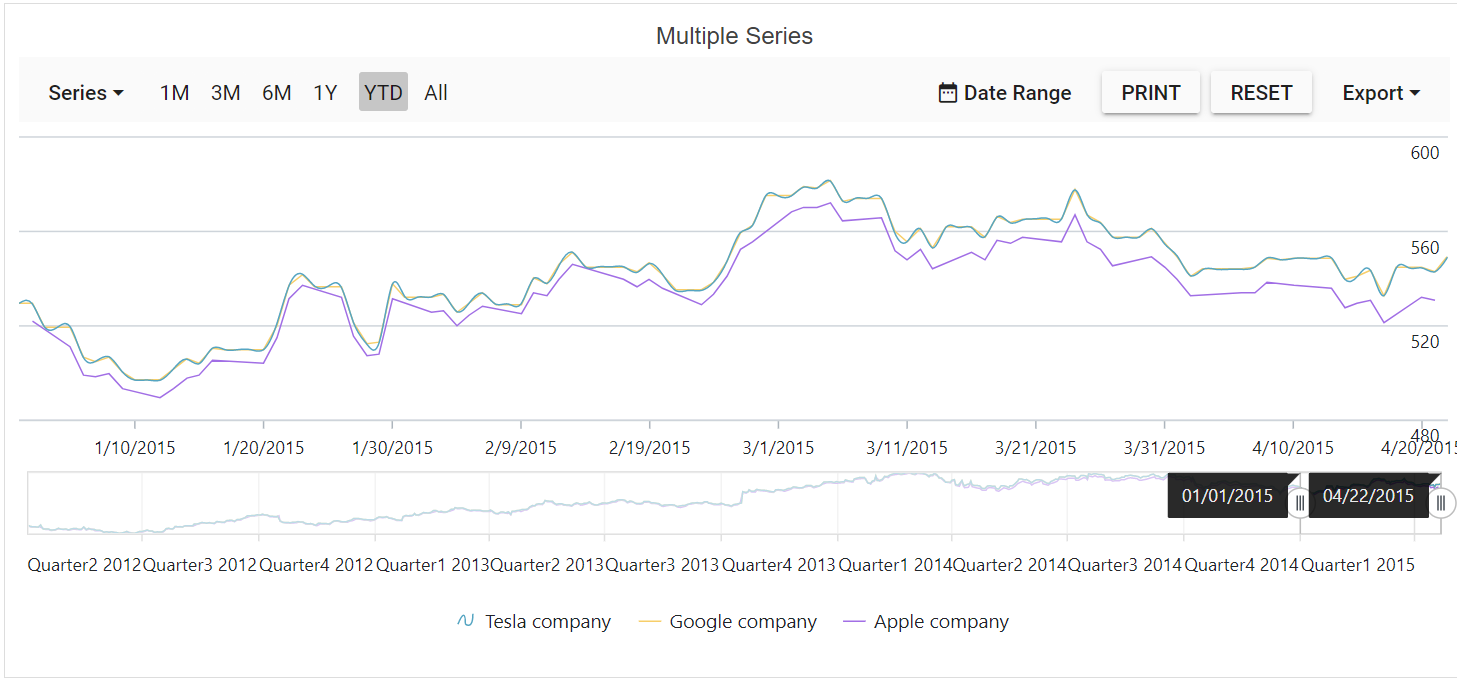 Multiple Series
Series 1M 3M 6M 1Y YTD All Date Range PRINT RESET Export
600
560
520
480
1/10/2015 1/20/2015 1/30/2015 2/9/2015 2/19/2015 3/1/2015 3/11/2015 3/21/2015 3/31/2015 4/10/2015 4/20/2015
01/01/2015 04/22/2015
Quarter2 2012 Quarter3 2012 Quarter4 2012 Quarter1 2013 Quarter2 2013 Quarter3 2013 Quarter4 2013 Quarter1 2014 Quarter2 2014 Quarter3 2014 Quarter4 2014 Quarter1 2015
Tesla company Google company Apple company